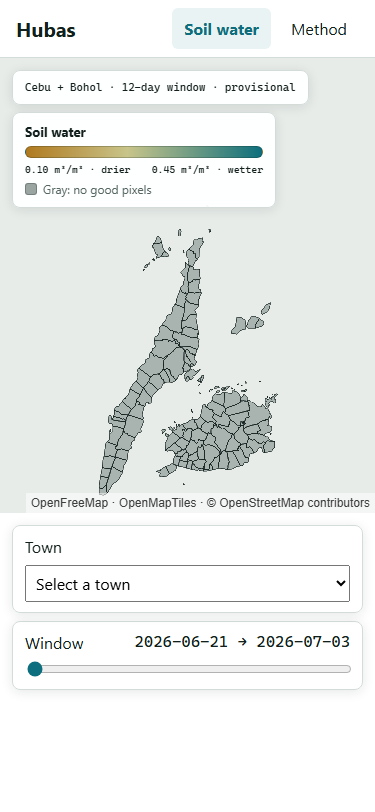 Hubas
Soil water
Method
Cebu + Bohol · 12-day window · provisional
Soil water
0.10 m³/m³ · drier
0.45 m³/m³ · wetter
Gray: no good pixels
OpenFreeMap · OpenMapTiles · © OpenStreetMap contributors
Town
Select a town
Window
2026-06-21 → 2026-07-03